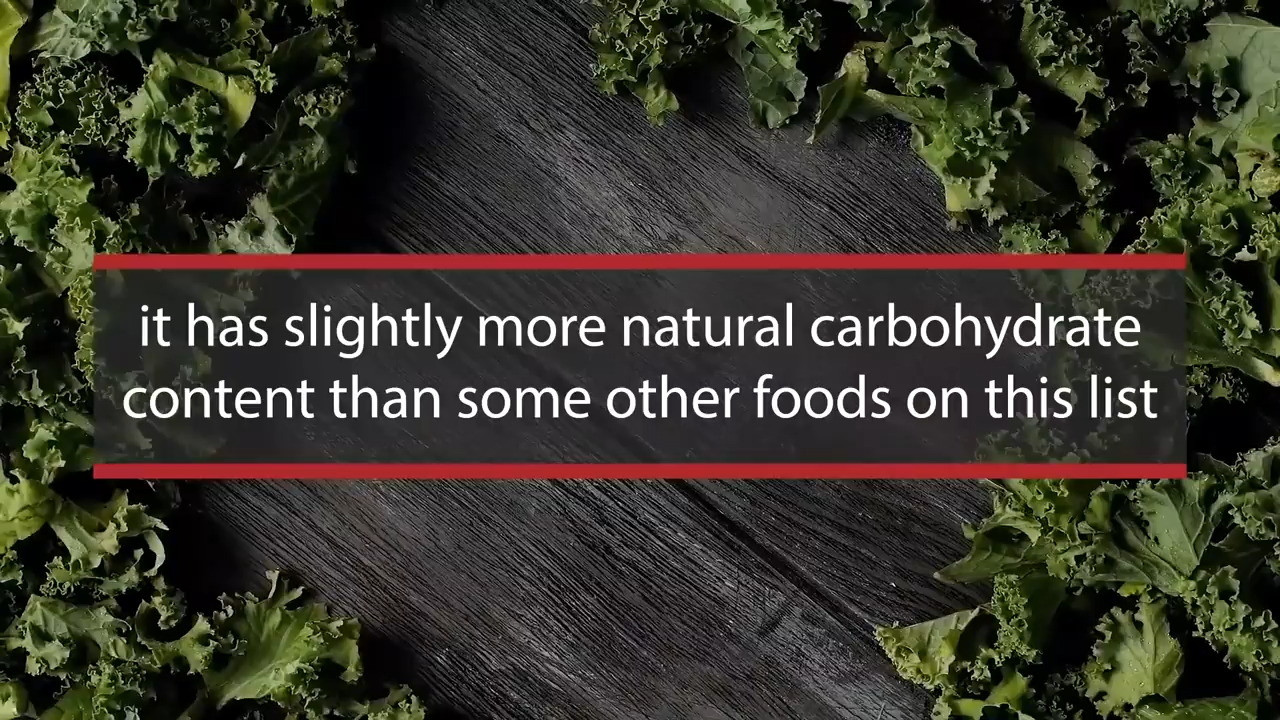 it has slightly more natural carbohydrate
content than some other foods on this list